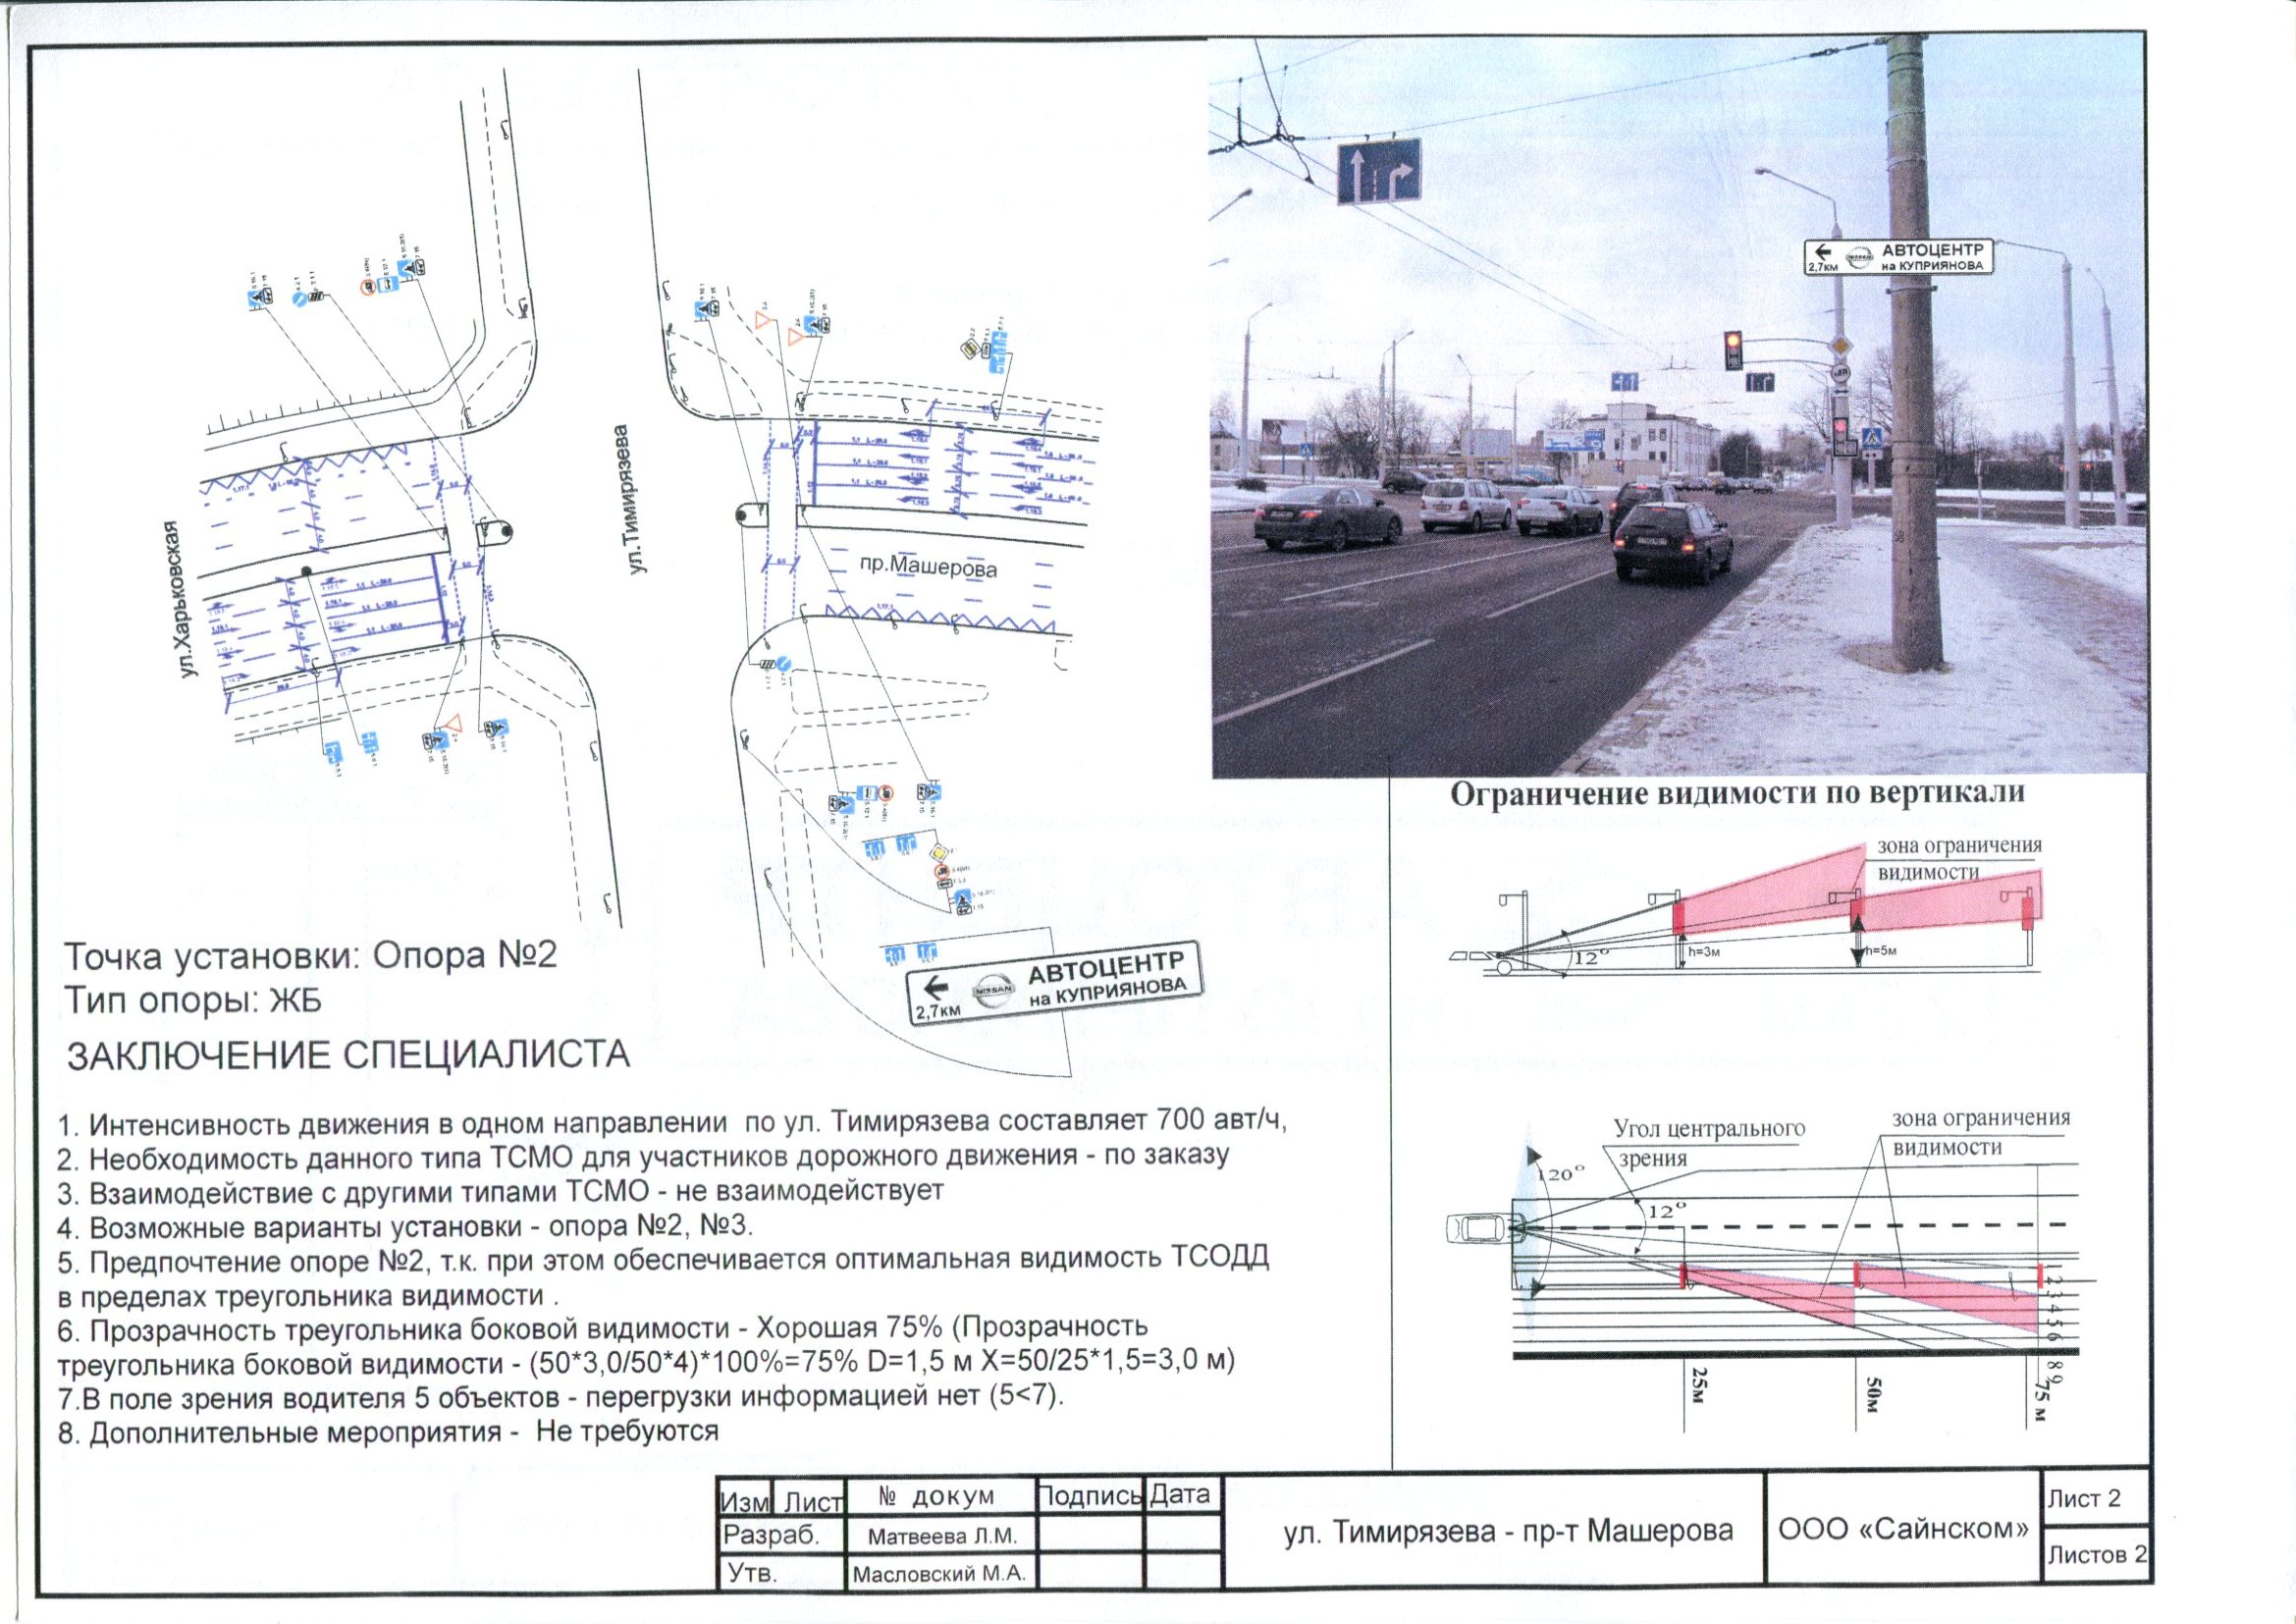 ул.Харьковская
ул.Тимирязева
пр.Машерова
АВТОЦЕНТР
на КУПРИЯНОВА
2,7км
NISSAN
Ограничение видимости по вертикали
зона ограничения
видимости
12°
h=3м
h=5м
АВТОЦЕНТР
на КУПРИЯНОВА
2,7км
NISSAN
Точка установки: Опора №2
Тип опоры: ЖБ
ЗАКЛЮЧЕНИЕ СПЕЦИАЛИСТА
1. Интенсивность движения в одном направлении по ул. Тимирязева составляет 700 авт/ч,
2. Необходимость данного типа ТСМО для участников дорожного движения - по заказу
3. Взаимодействие с другими типами ТСМО - не взаимодействует
4. Возможные варианты установки - опора №2, №3.
5. Предпочтение опоре №2, т.к. при этом обеспечивается оптимальная видимость ТСОДД
в пределах треугольника видимости .
6. Прозрачность треугольника боковой видимости - Хорошая 75% (Прозрачность
треугольника боковой видимости - (50*3,0/50*4)*100%=75% D=1,5 м X=50/25*1,5=3,0 м)
7.В поле зрения водителя 5 объектов - перегрузки информацией нет (5<7).
8. Дополнительные мероприятия - Не требуются
Угол центрального
зрения
зона ограничения
видимости
120°
12°
1 2 3 4 5 6 8 9
25м
50м
75 м
Изм Лист № докум Подпись Дата
Разраб. Матвеева Л.М.
Утв. Масловский М.А.
ул. Тимирязева - пр-т Машерова
ООО «Сайнском»
Лист 2
Листов 2